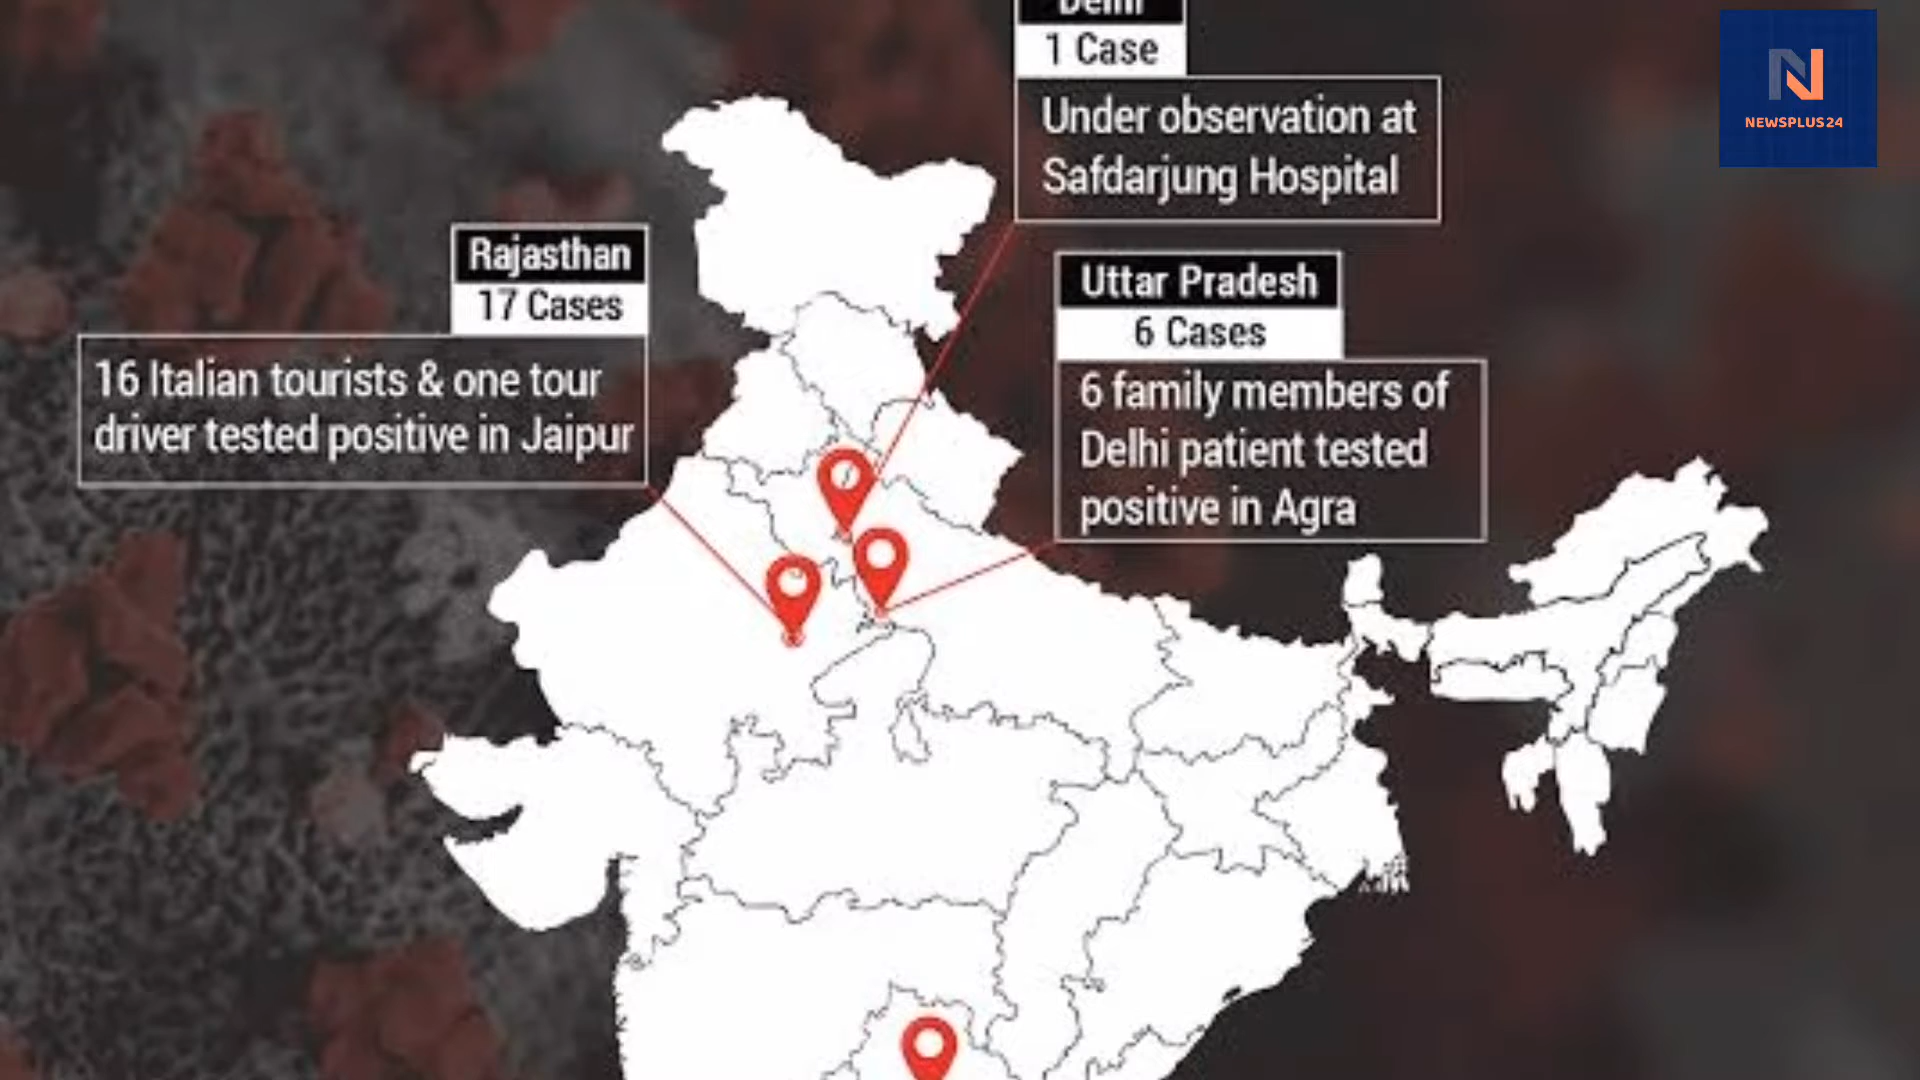 Delhi
1 Case
Under observation at
Safdarjung Hospital
NEWSPLUS24
Rajasthan
17 Cases
16 Italian tourists & one tour
driver tested positive in Jaipur
Uttar Pradesh
6 Cases
6 family members of
Delhi patient tested
positive in Agra